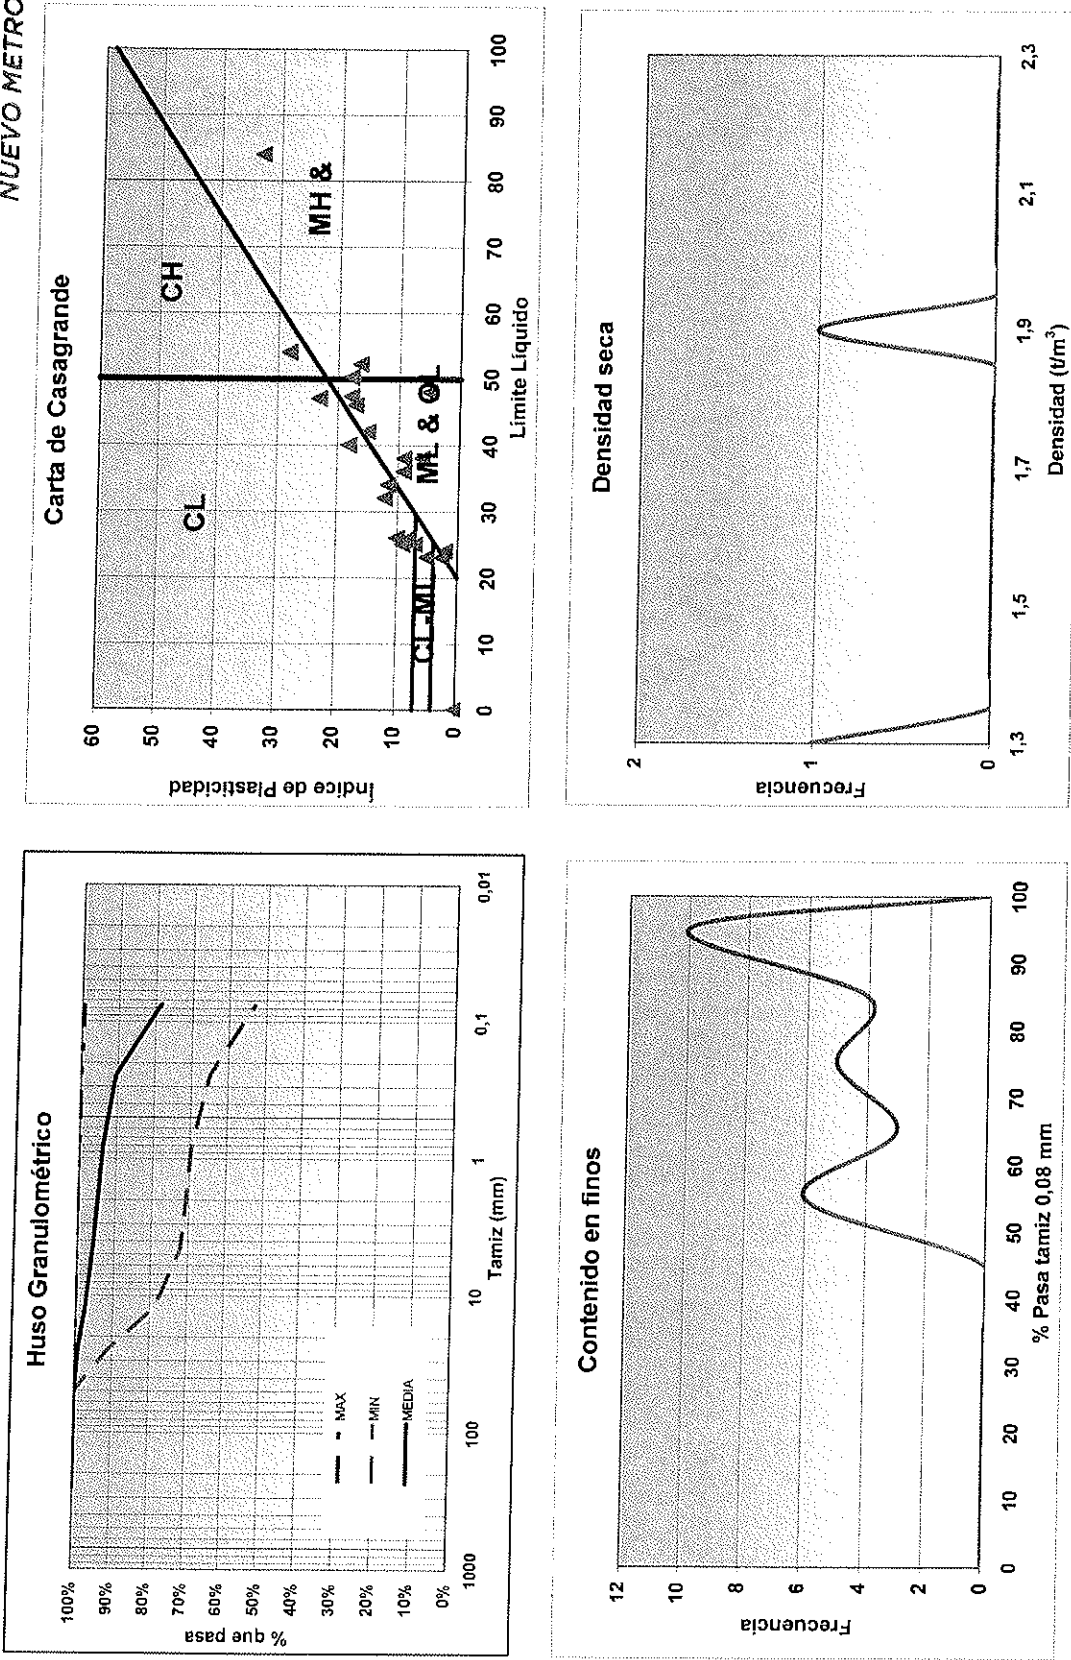 NUEVO METRO
Huso Granulométrico
% que pasa
100%
90%
80%
70%
60%
50%
40%
30%
20%
10%
0%
MAX
MIN
MEDIA
1000
100
10
1
0,1
0,01
Tamiz (mm)
Carta de Casagrande
Índice de Plasticidad
60
50
40
30
20
10
0
CL
CH
CL-ML
ML & OL
MH &
0
10
20
30
40
50
60
70
80
90
100
Límite Líquido
Contenido en finos
Frecuencia
12
10
8
6
4
2
0
0
10
20
30
40
50
60
70
80
90
100
% Pasa tamiz 0,08 mm
Densidad seca
Frecuencia
2
1
0
1,3
1,5
1,7
1,9
2,1
2,3
Densidad (t/m³)